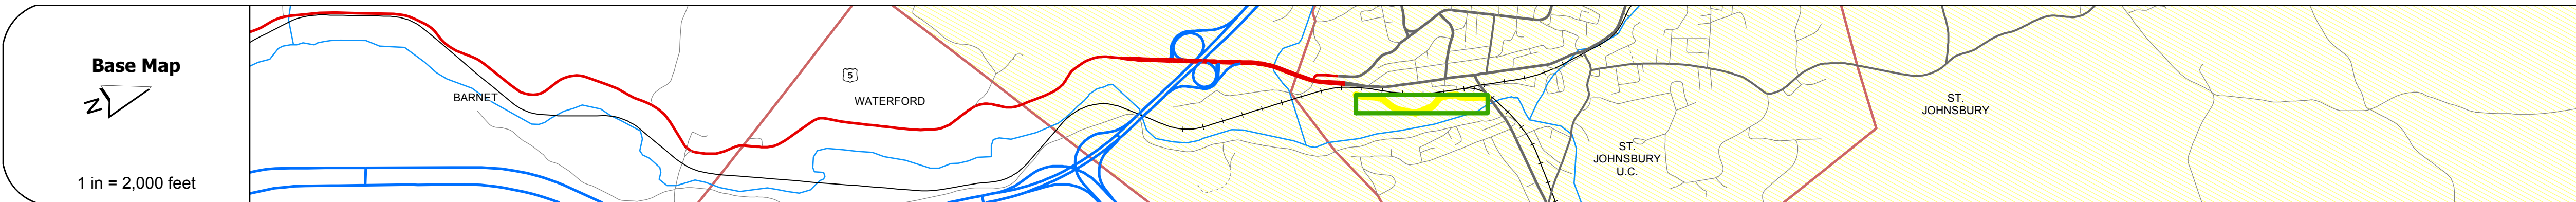 Base Map
N
1 in = 2,000 feet
BARNET
5
WATERFORD
ST.
JOHNSBURY
U.C.
ST.
JOHNSBURY